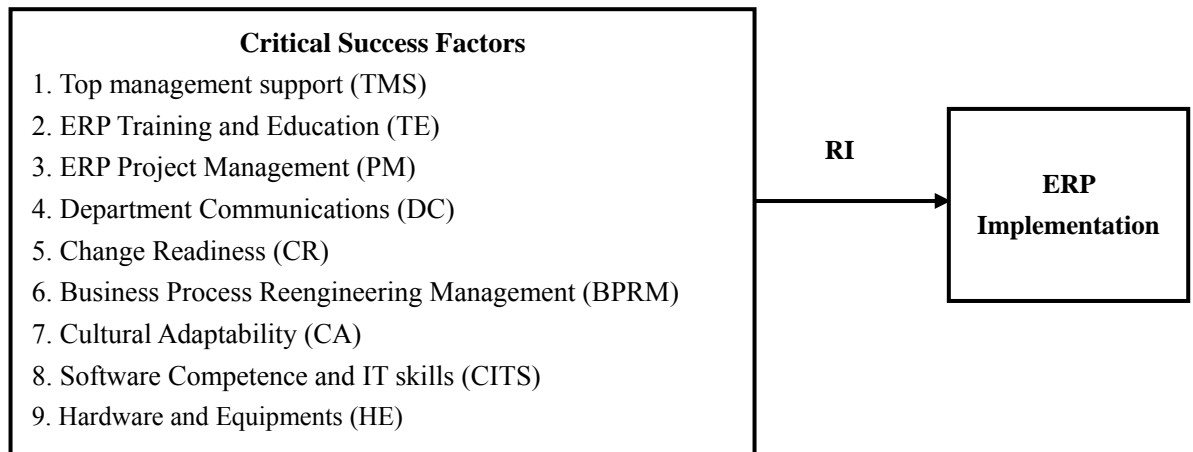 Critical Success Factors
1. Top management support (TMS)
2. ERP Training and Education (TE)
3. ERP Project Management (PM)
4. Department Communications (DC)
5. Change Readiness (CR)
6. Business Process Reengineering Management (BPRM)
7. Cultural Adaptability (CA)
8. Software Competence and IT skills (CITS)
9. Hardware and Equipments (HE)
RI
ERP
Implementation